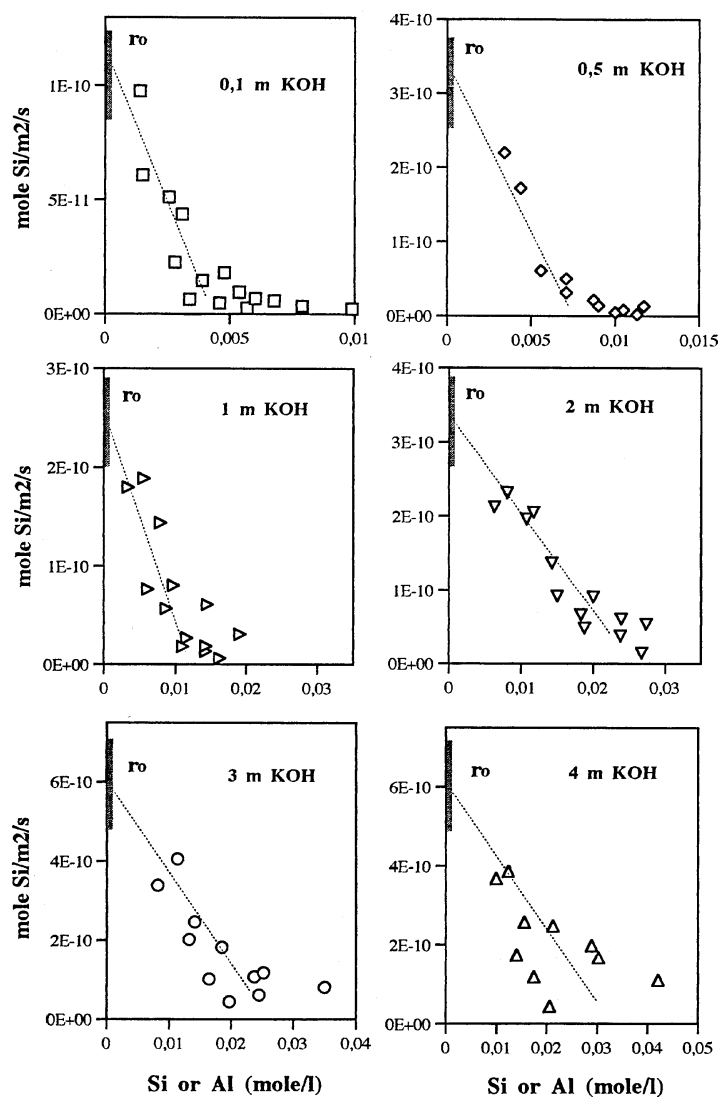 ro
0,1 m KOH
1E-10
5E-11
0E+00
0
0,005
0,01
mole Si/m2/s
ro
0,5 m KOH
4E-10
3E-10
2E-10
1E-10
0E+00
0
0,005
0,010
0,015
ro
1 m KOH
3E-10
2E-10
1E-10
0E+00
0
0,01
0,02
0,03
mole Si/m2/s
ro
2 m KOH
4E-10
3E-10
2E-10
1E-10
0E+00
0
0,01
0,02
0,03
ro
3 m KOH
6E-10
4E-10
2E-10
0E+00
0
0,01
0,02
0,03
0,04
mole Si/m2/s
Si or Al (mole/l)
ro
4 m KOH
6E-10
4E-10
2E-10
0E+00
0
0,01
0,02
0,03
0,04
0,05
Si or Al (mole/l)